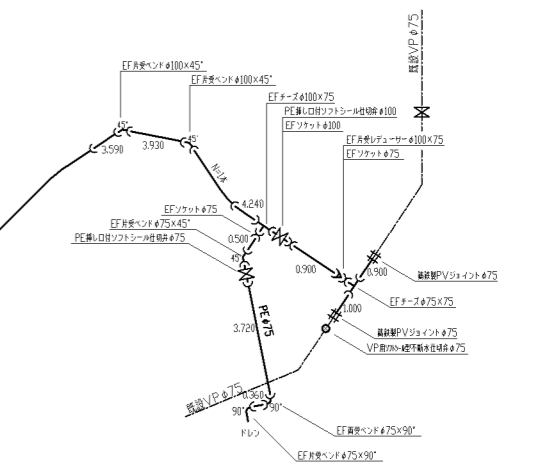 既設VPφ75
EF片受ベンドφ100×45°
EF片受ベンドφ100×45°
EFチーズφ100×75
PE挿し口付ソフトシール仕切弁φ100
EFソケットφ100
45°
45°
3.590
3.930
EF片受レデューサーφ100×75
EFソケットφ75
N=1本
4.240
EFソケットφ75
EF片受ベンドφ75×45°
PE挿し口付ソフトシール仕切弁φ75
0.500
45°
0.900
0.900
鋳鉄製PVジョイントφ75
EFチーズφ75×75
PEφ75
1.000
3.720
鋳鉄製PVジョイントφ75
既設VPφ75
0.360
90°
90°
ドレン
EF両受ベンドφ75×90°
EF片受ベンドφ75×90°